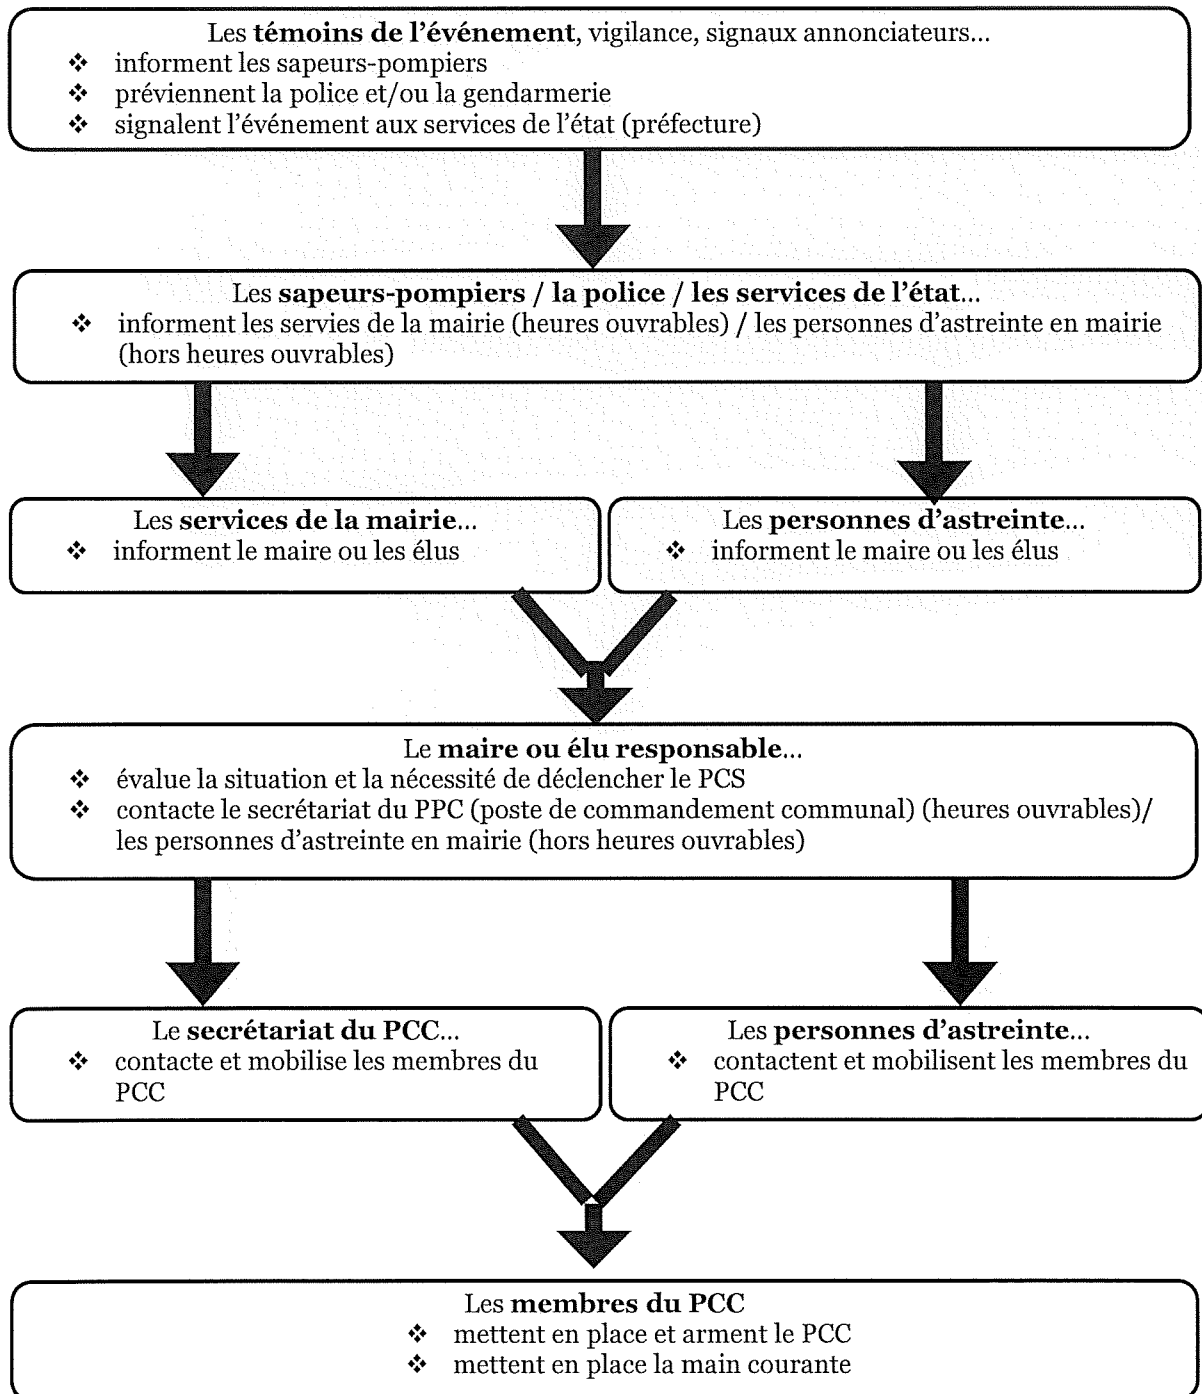 Les témoins de l'événement, vigilance, signaux annonciateurs…
❖ informent les sapeurs-pompiers
❖ préviennent la police et/ou la gendarmerie
❖ signalent l'événement aux services de l'état (préfecture)
Les sapeurs-pompiers / la police / les services de l'état…
❖ informent les servies de la mairie (heures ouvrables) / les personnes d'astreinte en mairie
(hors heures ouvrables)
Les services de la mairie…
❖ informent le maire ou les élus
Les personnes d'astreinte…
❖ informent le maire ou les élus
Le maire ou élu responsable…
❖ évalue la situation et la nécessité de déclencher le PCS
❖ contacte le secrétariat du PPC (poste de commandement communal) (heures ouvrables)/
les personnes d'astreinte en mairie (hors heures ouvrables)
Le secrétariat du PCC…
❖ contacte et mobilise les membres du
PCC
Les personnes d'astreinte…
❖ contactent et mobilisent les membres du
PCC
Les membres du PCC
❖ mettent en place et arment le PCC
❖ mettent en place la main courante